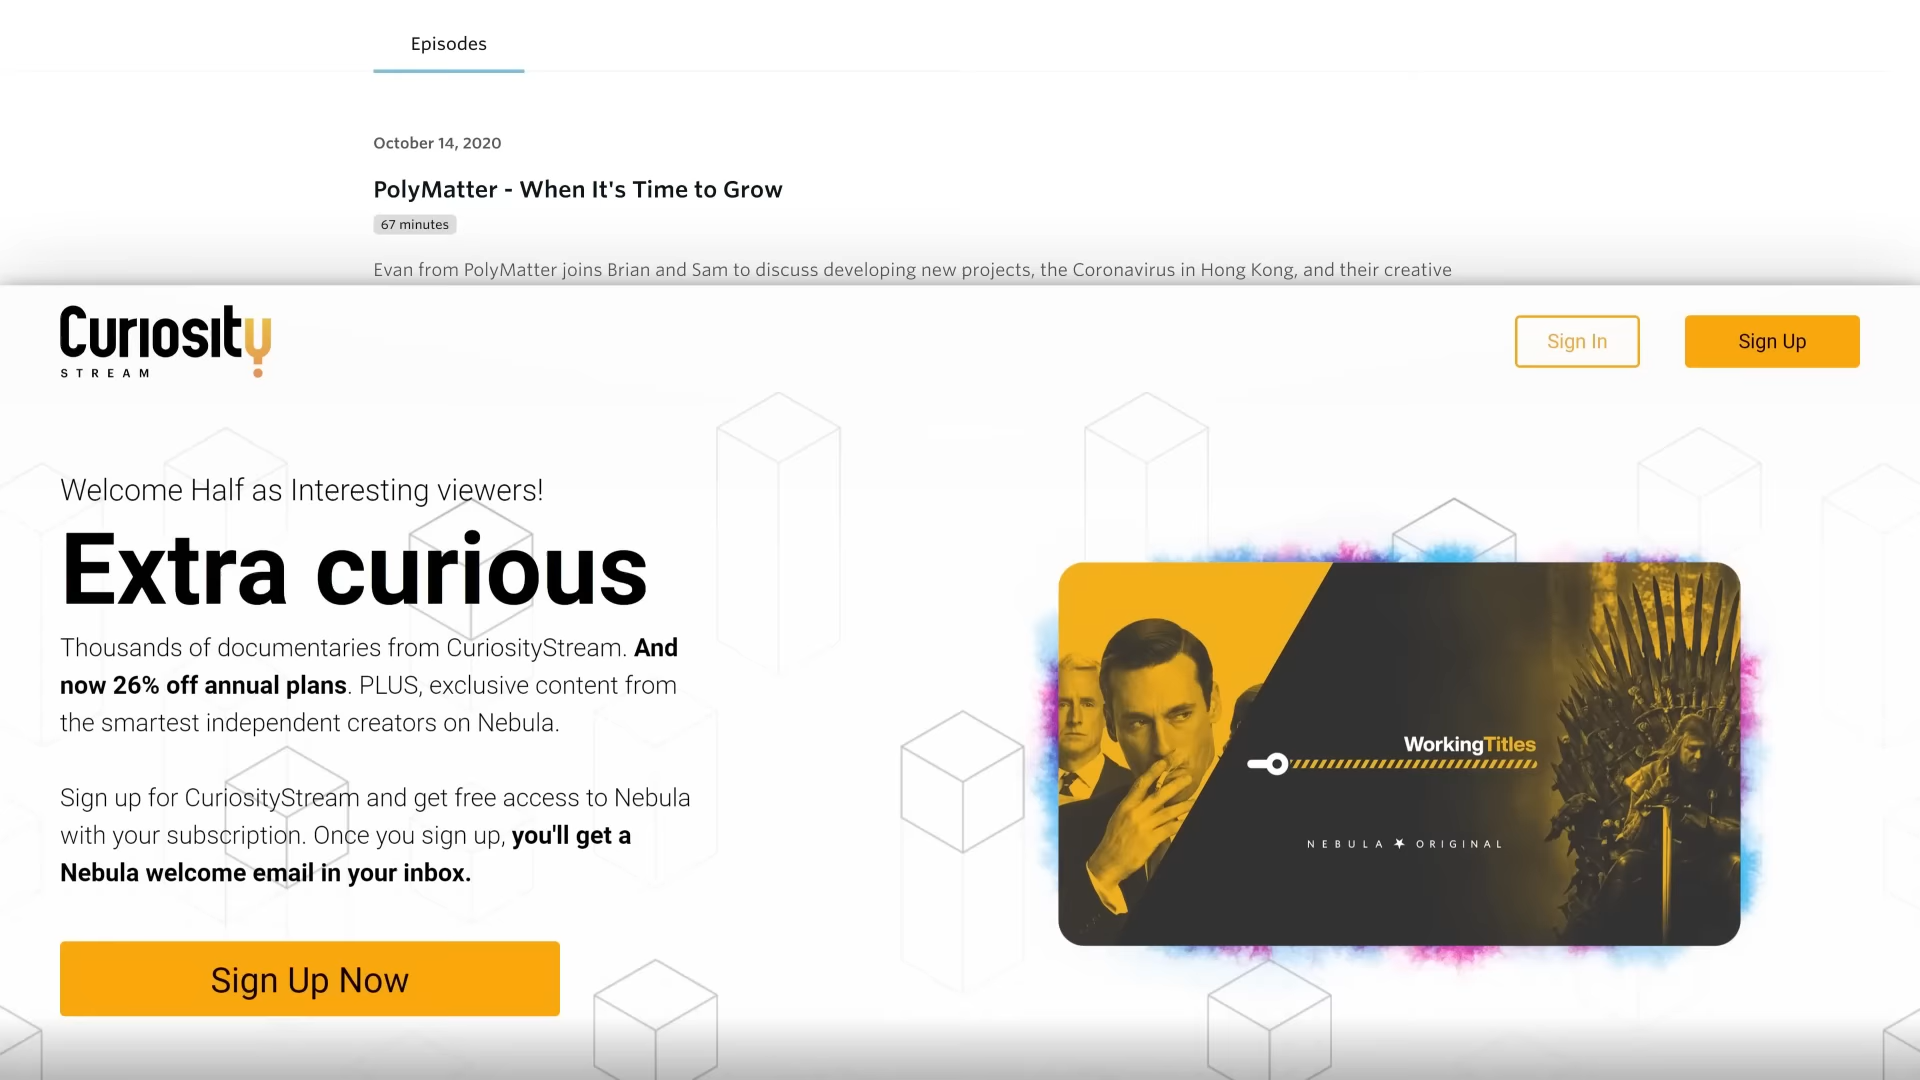 Episodes
October 14, 2020
PolyMatter - When It's Time to Grow
67 minutes
Evan from PolyMatter joins Brian and Sam to discuss developing new projects, the Coronavirus in Hong Kong, and their creative
Curiosity
STREAM
Sign In
Sign Up
Welcome Half as Interesting viewers!
Extra curious
Thousands of documentaries from CuriosityStream. And
now 26% off annual plans. PLUS, exclusive content from
the smartest independent creators on Nebula.
Sign up for CuriosityStream and get free access to Nebula
with your subscription. Once you sign up, you'll get a
Nebula welcome email in your inbox.
Sign Up Now
WorkingTitles
NEBULA ORIGINAL